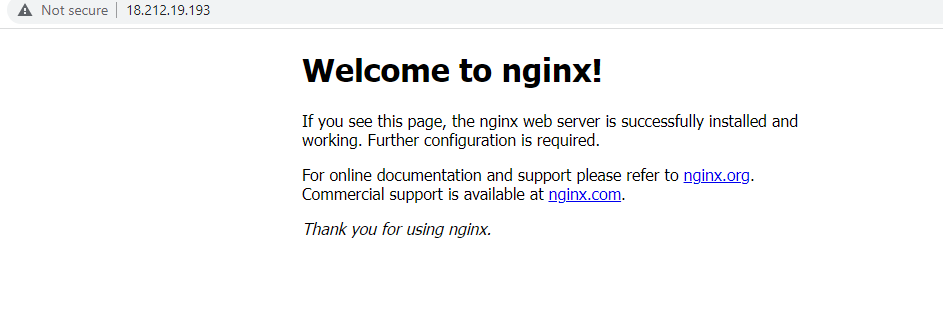 Not secure | 18.212.19.193
Welcome to nginx!
If you see this page, the nginx web server is successfully installed and
working. Further configuration is required.
For online documentation and support please refer to nginx.org.
Commercial support is available at nginx.com.
Thank you for using nginx.